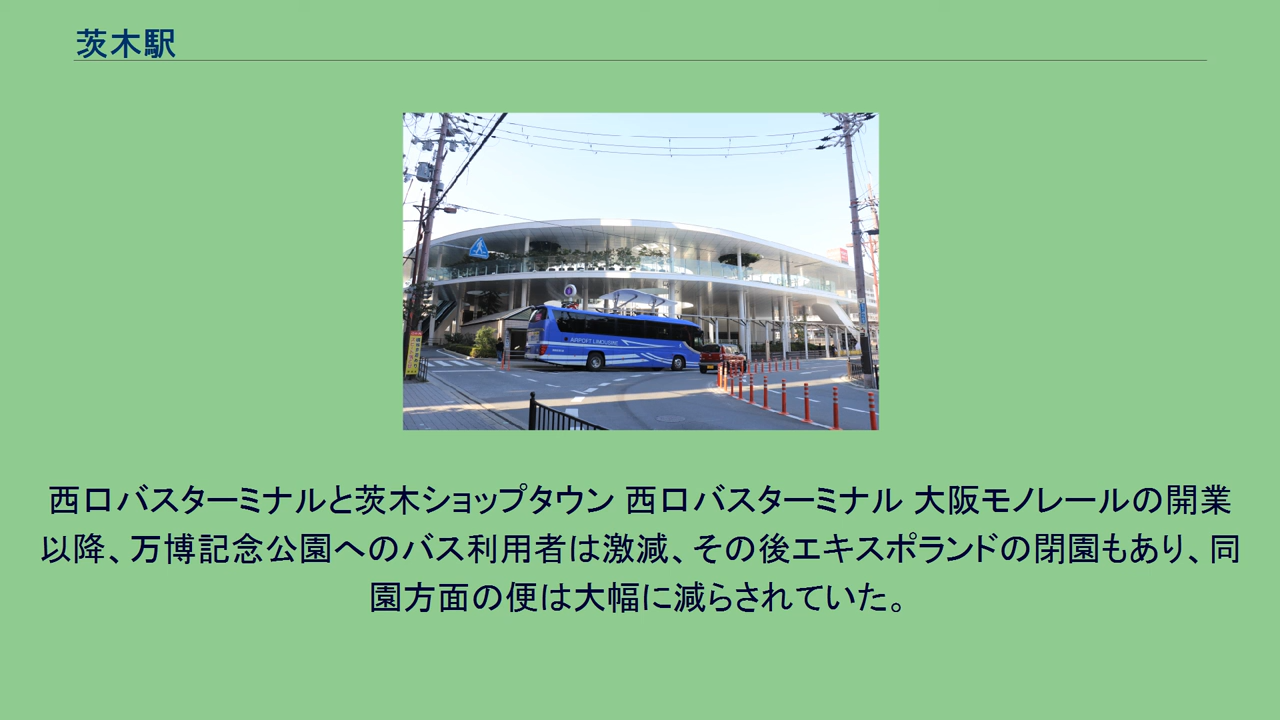 茨木駅
AIRPORT LIMOUSINE
西口バスターミナルと茨木ショップタウン 西口バスターミナル 大阪モノレールの開業
以降、万博記念公園へのバス利用者は激減、その後エキスポランドの閉園もあり、同
園方面の便は大幅に減らされていた。